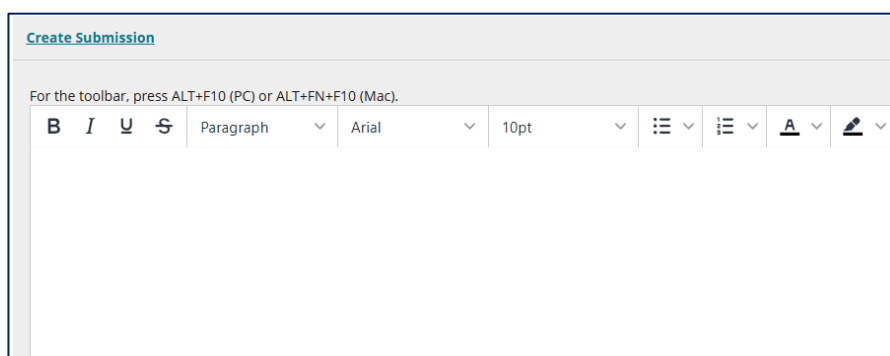 Create Submission
For the toolbar, press ALT+F10 (PC) or ALT+FN+F10 (Mac).
B I U S Paragraph Arial 10pt A